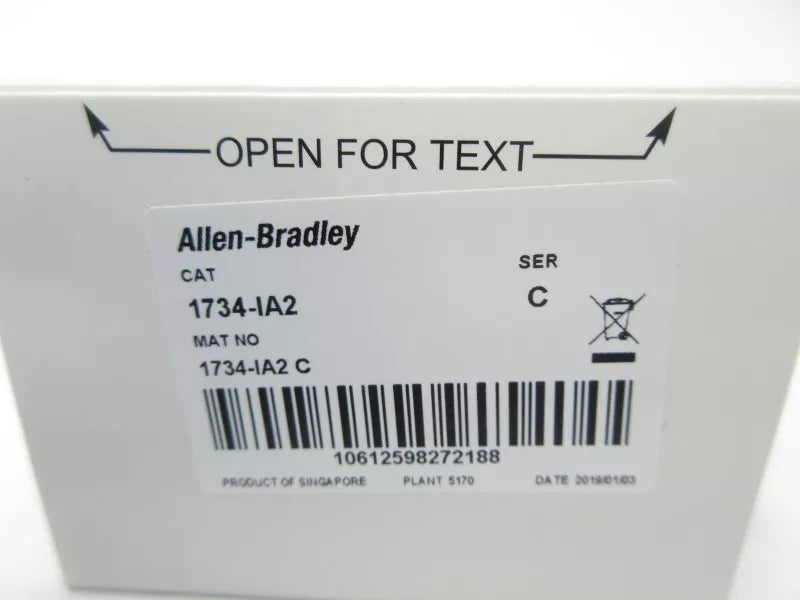 OPEN FOR TEXT
Allen-Bradley
CAT
SER
1734-IA2
C
MAT NO
1734-IA2 C
10612598272188
PRODUCT OF SINGAPORE PLANT 5170 DATE 2019/01/03